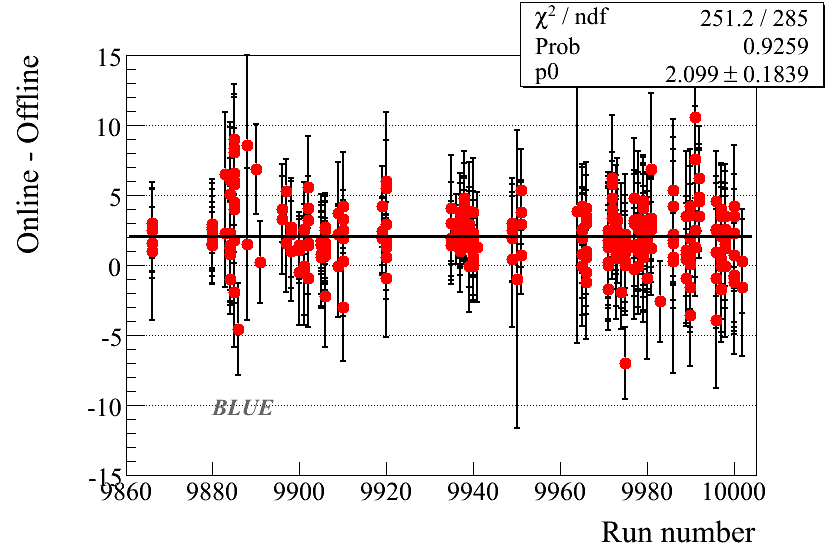 χ² / ndf 251.2 / 285
Prob 0.9259
p0 2.099 ± 0.1839
Online - Offline
15
10
5
0
-5
-10
-15
BLUE
9860 9880 9900 9920 9940 9960 9980 10000
Run number